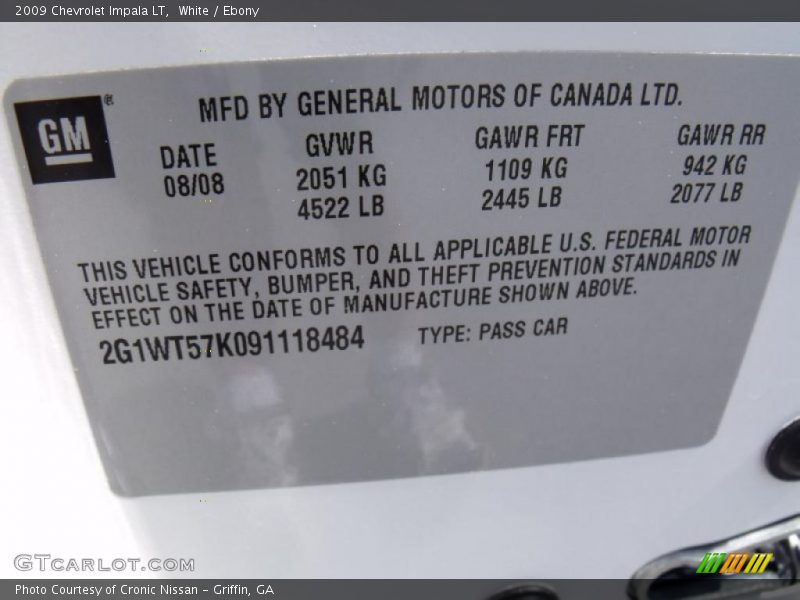 2009 Chevrolet Impala LT, White / Ebony
GM®
MFD BY GENERAL MOTORS OF CANADA LTD.
DATE GVWR GAWR FRT GAWR RR
08/08 2051 KG 1109 KG 942 KG
4522 LB 2445 LB 2077 LB
THIS VEHICLE CONFORMS TO ALL APPLICABLE U.S. FEDERAL MOTOR
VEHICLE SAFETY, BUMPER, AND THEFT PREVENTION STANDARDS IN
EFFECT ON THE DATE OF MANUFACTURE SHOWN ABOVE.
2G1WT57K091118484 TYPE: PASS CAR
GTCARLOT.COM
Photo Courtesy of Cronic Nissan - Griffin, GA